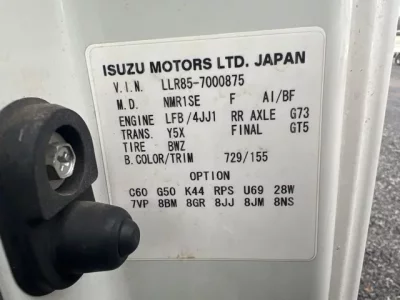 ISUZU MOTORS LTD. JAPAN
V.I.N. LLR85-7000875
M.D. NMR1SE F AI/BF
ENGINE LFB/4JJ1 RR AXLE G73
TRANS. Y5X FINAL GT5
TIRE BWZ
B.COLOR/TRIM 729/155
OPTION
C60 G50 K44 RPS U69 28W
7VP 8BM 8GR 8JJ 8JM 8NS